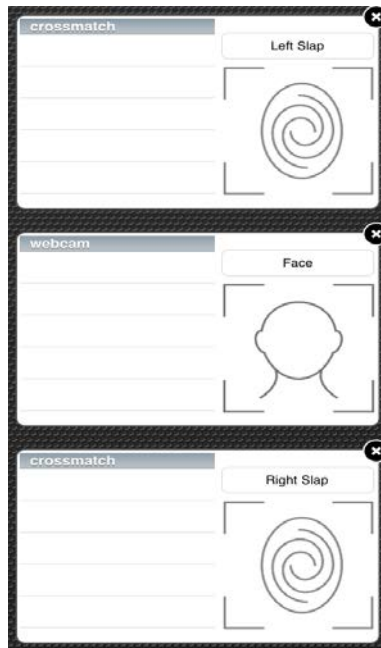 crossmatch
Left Slap
webcam
Face
crossmatch
Right Slap